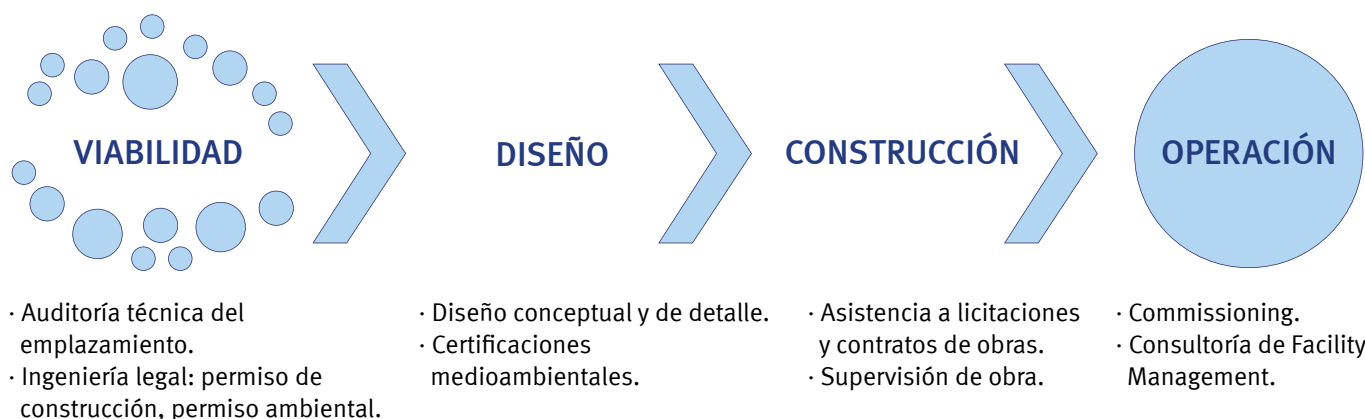 VIABILIDAD
DISEÑO
CONSTRUCCIÓN
OPERACIÓN
· Auditoría técnica del
emplazamiento.
· Ingeniería legal: permiso de
construcción, permiso ambiental.
· Diseño conceptual y de detalle.
· Certificaciones
medioambientales.
· Asistencia a licitaciones
y contratos de obras.
· Supervisión de obra.
· Commissioning.
· Consultoría de Facility
Management.